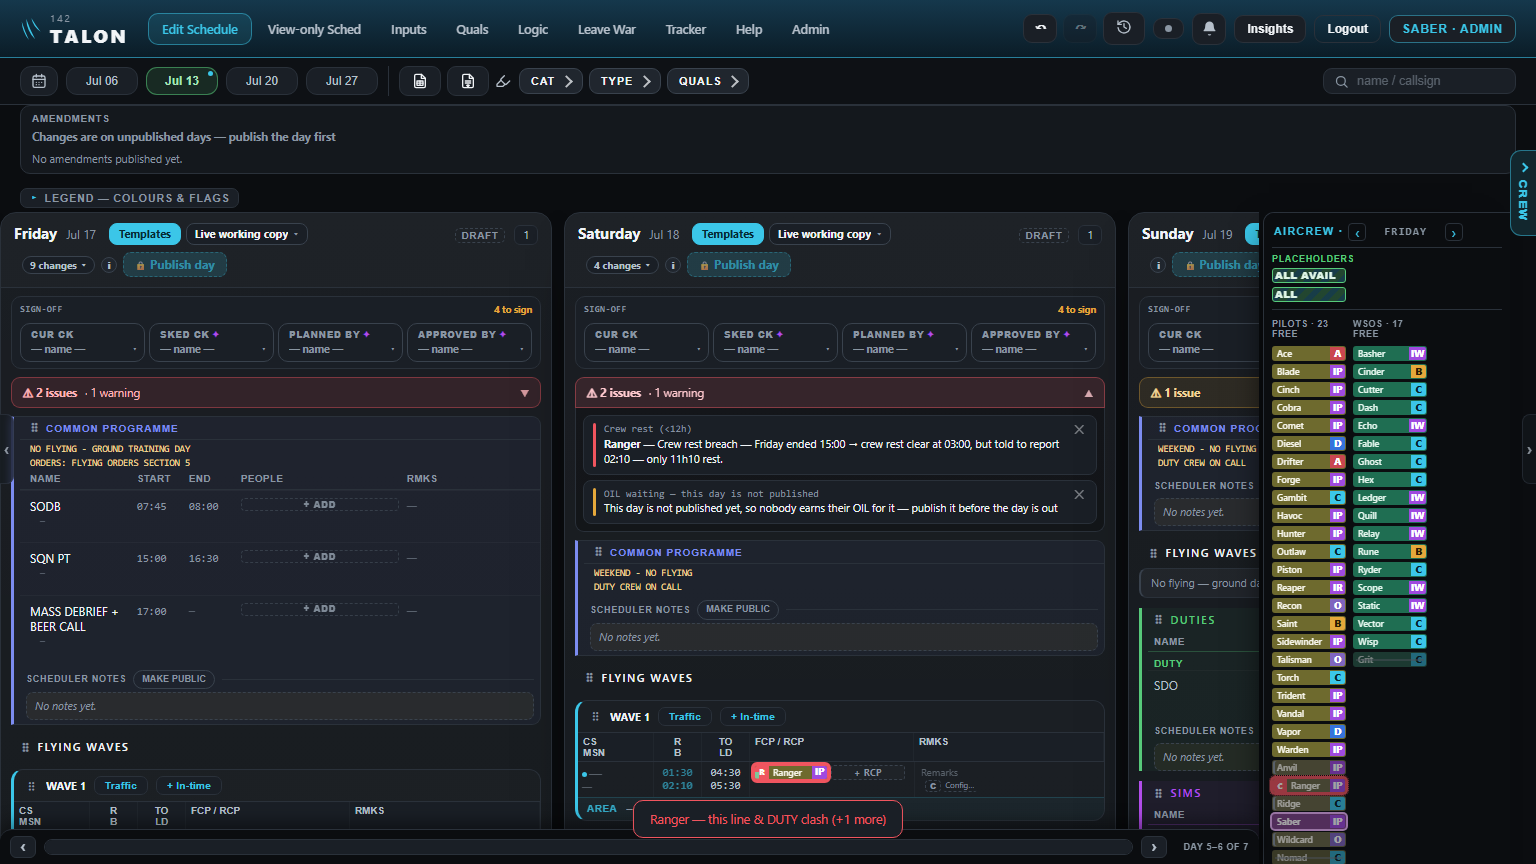 142
TALON
Edit Schedule
View-only Sched
Inputs
Quals
Logic
Leave War
Tracker
Help
Admin
Insights
Logout
SABER · ADMIN
Jul 06
Jul 13
Jul 20
Jul 27
CAT
TYPE
QUALS
name / callsign
AMENDMENTS
Changes are on unpublished days — publish the day first
No amendments published yet.
LEGEND — COLOURS & FLAGS
CREW
Friday Jul 17
Templates
Live working copy
DRAFT
1
9 changes
i
Publish day
SIGN-OFF
4 to sign
CUR CK
— name —
SKED CK
— name —
PLANNED BY
— name —
APPROVED BY
— name —
2 issues · 1 warning
COMMON PROGRAMME
NO FLYING - GROUND TRAINING DAY
ORDERS: FLYING ORDERS SECTION 5
NAME START END PEOPLE RMKS
SODB 07:45 08:00 + ADD —
—
SQN PT 15:00 16:30 + ADD —
—
MASS DEBRIEF + BEER CALL 17:00 — + ADD —
—
SCHEDULER NOTES
MAKE PUBLIC
No notes yet.
FLYING WAVES
WAVE 1
Traffic
+ In-time
CS R TO FCP / RCP RMKS
MSN B LD
Saturday Jul 18
Templates
Live working copy
DRAFT
1
4 changes
i
Publish day
SIGN-OFF
4 to sign
CUR CK
— name —
SKED CK
— name —
PLANNED BY
— name —
APPROVED BY
— name —
2 issues · 1 warning
Crew rest (<12h)
Ranger — Crew rest breach — Friday ended 15:00 → crew rest clear at 03:00, but told to report
02:10 — only 11h10 rest.
OIL waiting — this day is not published
This day is not published yet, so nobody earns their OIL for it — publish it before the day is out
COMMON PROGRAMME
WEEKEND - NO FLYING
DUTY CREW ON CALL
SCHEDULER NOTES
MAKE PUBLIC
No notes yet.
FLYING WAVES
WAVE 1
Traffic
+ In-time
CS R TO FCP / RCP RMKS
MSN B LD
— 01:30 04:30 R Ranger IP + RCP Remarks
— 02:10 05:30 C Config...
AREA —
Ranger — this line & DUTY clash (+1 more)
Sunday Jul 19
i
Publish day
SIGN-OFF
CUR CK
— name —
1 issue
COMMON PROG
WEEKEND - NO FLYING
DUTY CREW ON CALL
SCHEDULER NOTES
No notes yet.
FLYING WAVES
No flying — ground da
DUTIES
NAME
DUTY
SDO
SCHEDULER NOTES
No notes yet.
SIMS
NAME
AIRCREW ·
FRIDAY
PLACEHOLDERS
ALL AVAIL
ALL
PILOTS · 23 FREE
WSOS · 17 FREE
Ace A
Basher IW
Blade IP
Cinder B
Cinch IP
Cutter C
Cobra IP
Dash C
Comet IP
Echo IW
Diesel D
Fable C
Drifter A
Ghost C
Forge IP
Hex C
Gambit C
Ledger IW
Havoc IP
Quill IW
Hunter IP
Relay IW
Outlaw C
Rune B
Piston IP
Ryder C
Reaper IR
Scope IW
Recon O
Static IW
Saint B
Vector C
Sidewinder IP
Wisp C
Talisman O
Grit C
Torch C
Trident IP
Vandal IP
Vapor D
Warden IP
Anvil IP
C Ranger IP
Ridge C
Saber IP
Wildcard O
Nomad C
DAY 5–6 OF 7